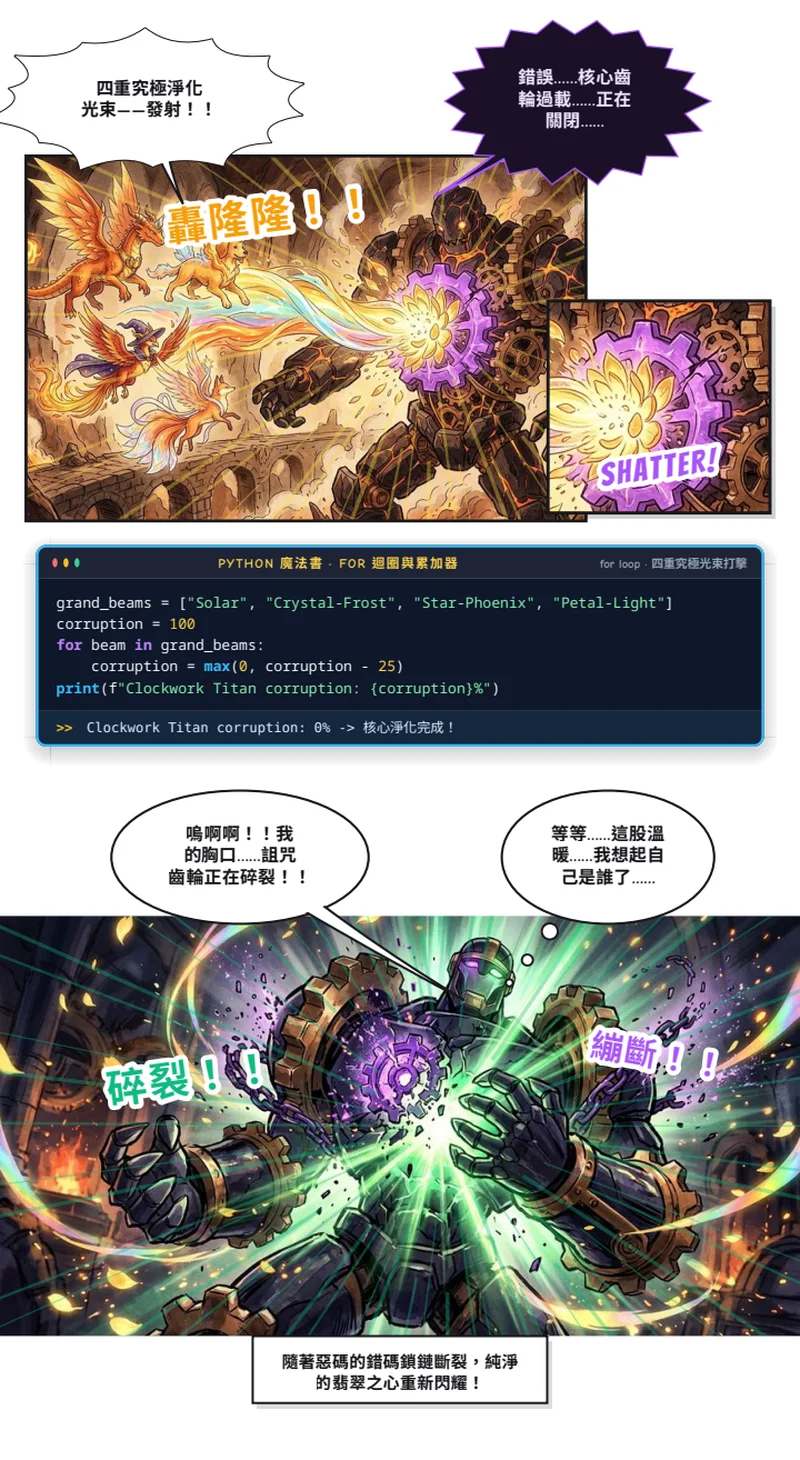 四重究極淨化
光束——發射！！
錯誤……核心齒
輪過載……正在
關閉……
轟隆隆！！
SHATTER!
PYTHON 魔法書 · FOR 迴圈與累加器
for loop · 四重究極光束打擊
grand_beams = ["Solar", "Crystal-Frost", "Star-Phoenix", "Petal-Light"]
corruption = 100
for beam in grand_beams:
    corruption = max(0, corruption - 25)
print(f"Clockwork Titan corruption: {corruption}%")
>> Clockwork Titan corruption: 0% -> 核心淨化完成！
嗚啊啊！！我
的胸口……詛咒
齒輪正在碎裂！！
等等……這股溫
暖……我想起自
己是誰了……
碎裂！！
繃斷！！
隨著惡碼的錯碼鎖鏈斷裂，純淨
的翡翠之心重新閃耀！